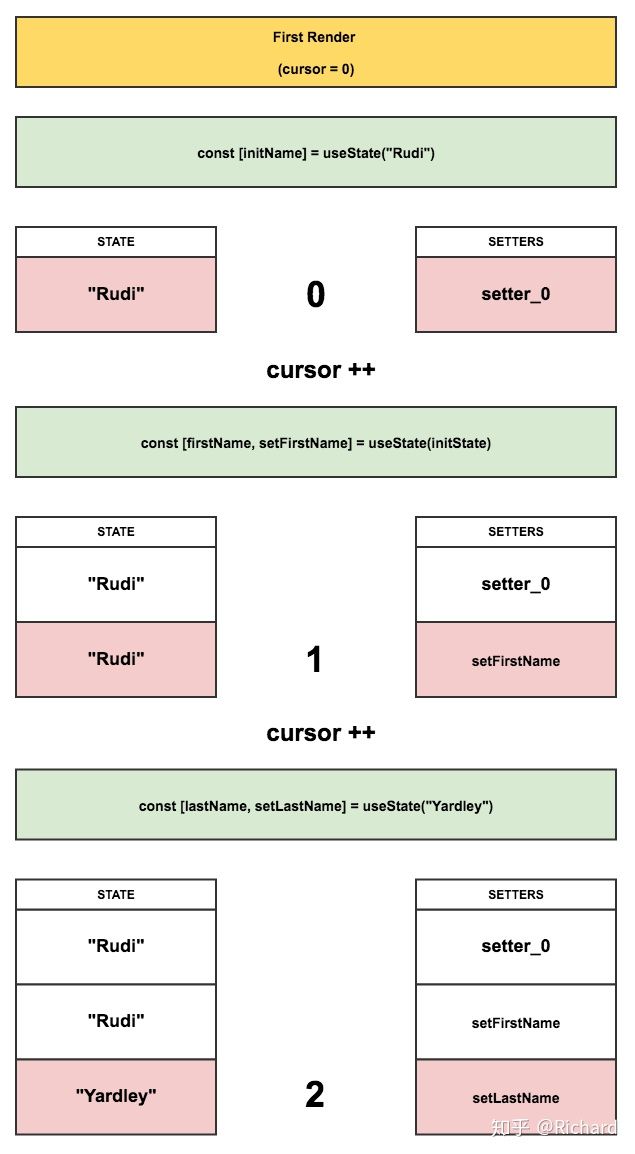 First Render
(cursor = 0)
const [initName] = useState("Rudi")
STATE
SETTERS
"Rudi"
0
setter_0
cursor ++
const [firstName, setFirstName] = useState(initState)
STATE
SETTERS
"Rudi"
setter_0
"Rudi"
1
setFirstName
cursor ++
const [lastName, setLastName] = useState("Yardley")
STATE
SETTERS
"Rudi"
setter_0
"Rudi"
setFirstName
"Yardley"
2
setLastName
知乎 @Richard